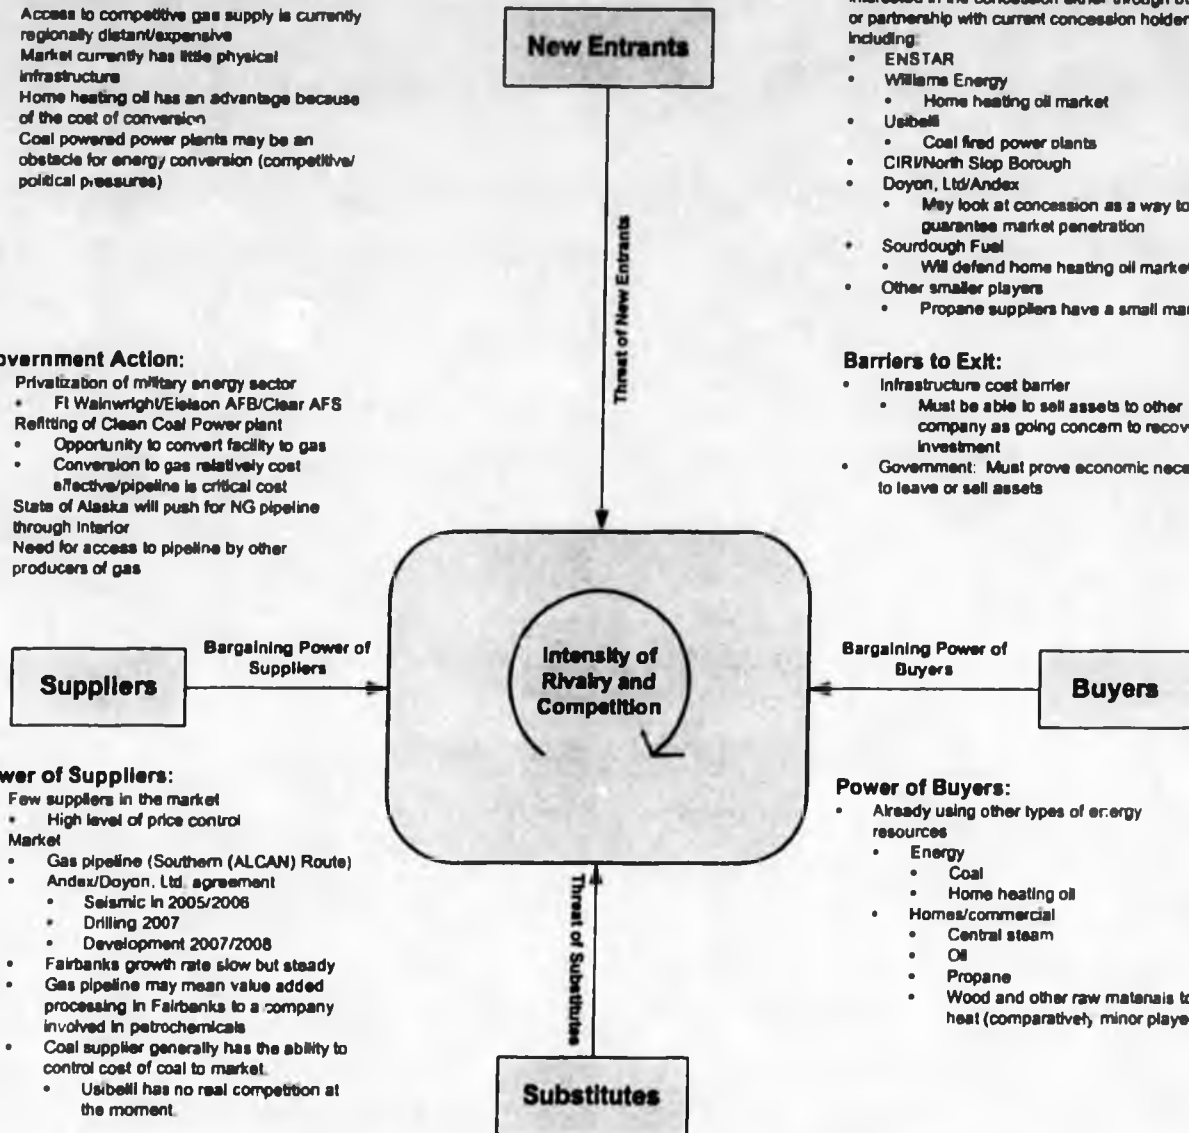 Access to competitive gas supply is currently
regionally distant/expensive
Market currently has little physical
infrastructure
Home heating oil has an advantage because
of the cost of conversion
Coal powered power plants may be an
obstacle for energy conversion (competitive/
political pressures)
New Entrants
or partnership with current concession holder
including:
• ENSTAR
• Williams Energy
• Home heating oil market
• Usibelli
• Coal fired power plants
• CIRI/North Slop Borough
• Doyon, Ltd/Andex
• May look at concession as a way to
guarantee market penetration
• Sourdough Fuel
• Will defend home heating oil market
• Other smaller players
• Propane suppliers have a small
Threat of New Entrants
overnment Action:
Privatization of military energy sector
• Ft Wainwright/Eielson AFB/Clear AFS
Refitting of Clean Coal Power plant
• Opportunity to convert facility to gas
• Conversion to gas relatively cost
effective/pipeline is critical cost
State of Alaska will push for NG pipeline
through Interior
Need for access to pipeline by other
producers of gas
Barriers to Exit:
• Infrastructure cost barrier
• Must be able to sell assets to other
company as going concern to recov
investment
• Government: Must prove economic nece
to leave or sell assets
Suppliers
Bargaining Power of
Suppliers
Intensity of
Rivalry and
Competition
Bargaining Power of
Buyers
Buyers
wer of Suppliers:
Few suppliers in the market
• High level of price control
Market
• Gas pipeline (Southern (ALCAN) Route)
• Andex/Doyon, Ltd. agreement
• Seismic in 2005/2006
• Drilling 2007
• Development 2007/2008
• Fairbanks growth rate slow but steady
• Gas pipeline may mean value added
processing in Fairbanks to a company
involved in petrochemicals
• Coal supplier generally has the ability to
control cost of coal to market.
• Usibelli has no real competition at
the moment.
Threat of Substitutes
Substitutes
Power of Buyers:
• Already using other types of energy
resources
• Energy
• Coal
• Home heating oil
• Homes/commercial
• Central steam
• Oil
• Propane
• Wood and other raw materials to
heat (comparatively minor playe